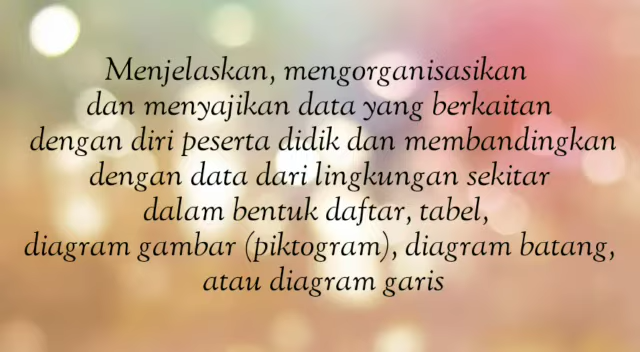 Menjelaskan, mengorganisasikan
dan menyajikan data yang berkaitan
dengan diri peserta didik dan membandingkan
dengan data dari lingkungan sekitar
dalam bentuk daftar, tabel,
diagram gambar (piktogram), diagram batang,
atau diagram garis